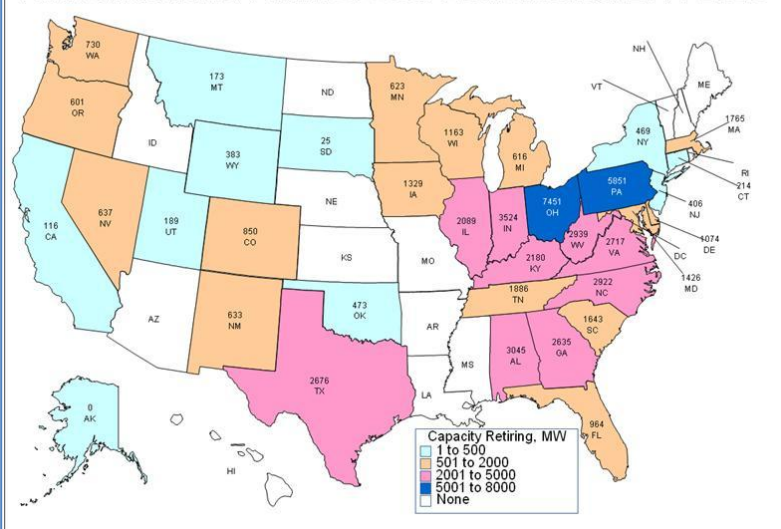 730
WA
601
OR
ID
173
MT
383
WY
ND
25
SD
NE
KS
623
MN
1163
WI
616
MI
1329
IA
MO
AR
LA
MS
116
CA
637
NV
189
UT
850
CO
AZ
633
NM
473
OK
2676
TX
2089
IL
3524
IN
7451
OH
5851
PA
2939
WV
2717
VA
2180
KY
1886
TN
2922
NC
1643
SC
3045
AL
2635
GA
964
FL
NH
VT
ME
469
NY
1765
MA
RI
214
CT
406
NJ
1074
DE
DC
1426
MD
0
AK
HI
Capacity Retiring, MW
1 to 500
501 to 2000
2001 to 5000
5001 to 8000
None